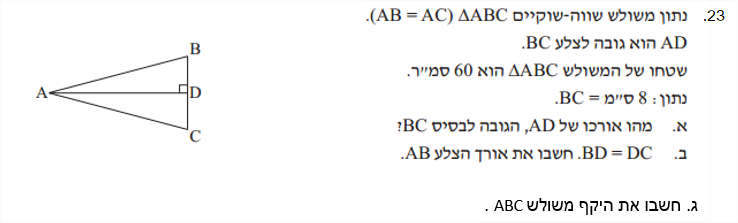 23. נתון משולש שווה-שוקיים ΔABC (AB = AC).
AD הוא גובה לצלע BC.
שטחו של המשולש ΔABC הוא 60 סמ״ר.
נתון: 8 ס״מ = BC.
א. מהו אורכו של AD, הגובה לבסיס BC?
ב. BD = DC. חשבו את אורך הצלע AB.
ג. חשבו את היקף משולש ABC .
B
A
D
C